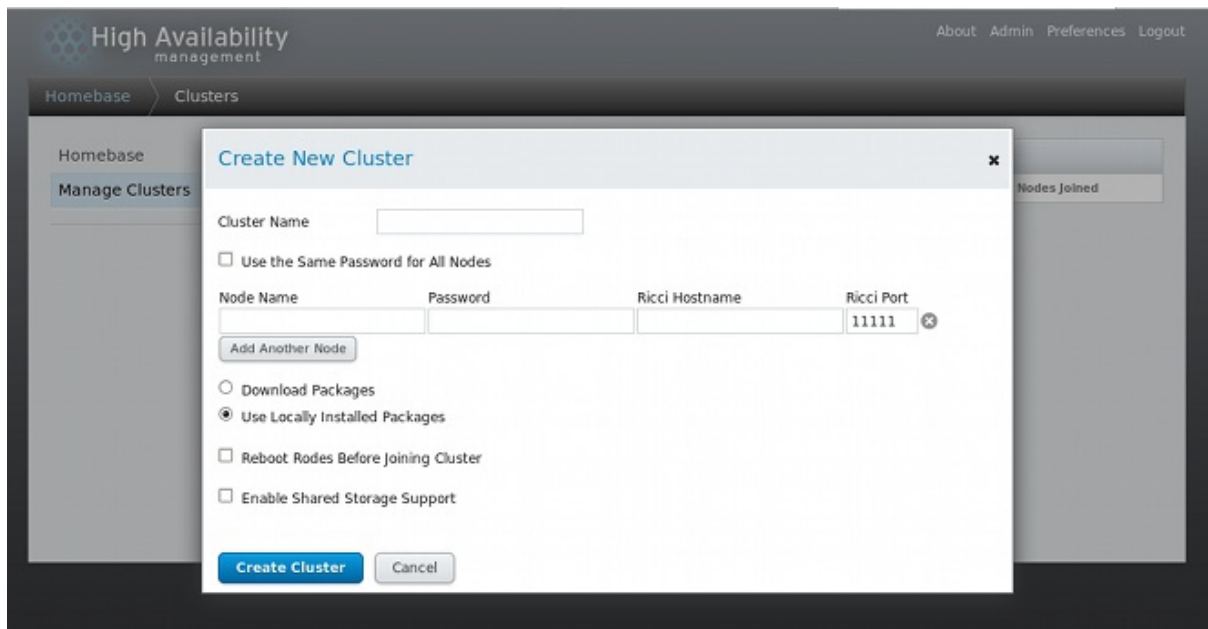 High Availability
management
About Admin Preferences Logout
Homebase Clusters
Homebase
Manage Clusters
Create New Cluster
Nodes Joined
Cluster Name
Use the Same Password for All Nodes
Node Name Password Ricci Hostname Ricci Port
11111
Add Another Node
Download Packages
Use Locally Installed Packages
Reboot Rodes Before Joining Cluster
Enable Shared Storage Support
Create Cluster Cancel